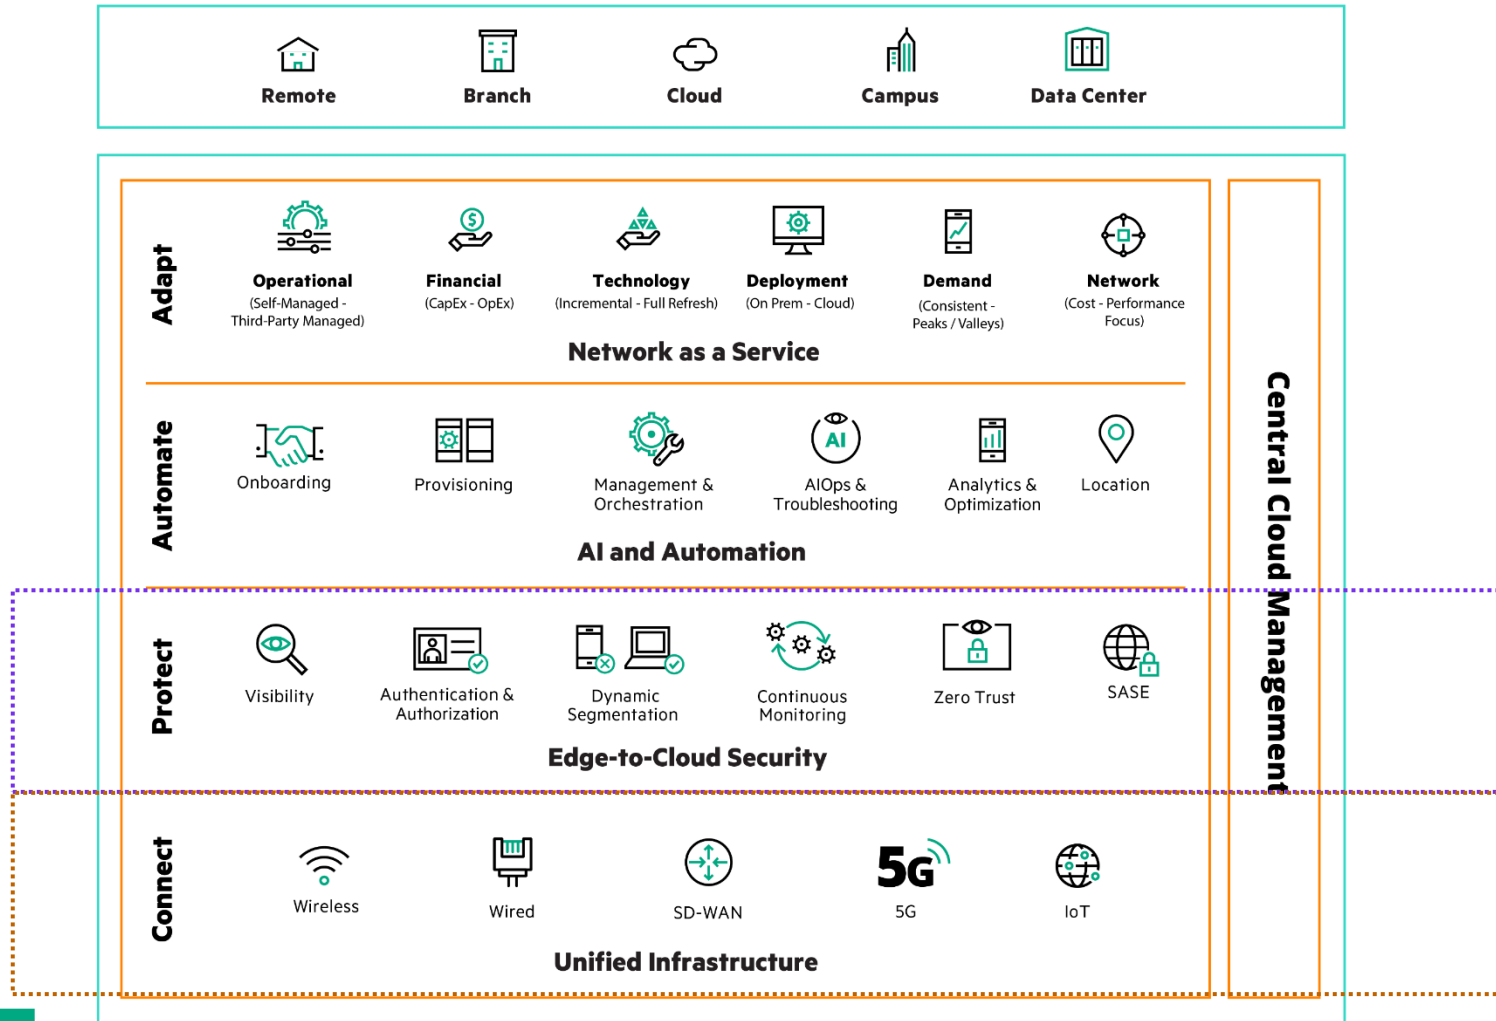 Remote
Branch
Cloud
Campus
Data Center
Adapt
Operational
(Self-Managed -
Third-Party Managed)
Financial
(CapEx - OpEx)
Technology
(Incremental - Full Refresh)
Deployment
(On Prem - Cloud)
Demand
(Consistent -
Peaks / Valleys)
Network
(Cost - Performance
Focus)
Network as a Service
Automate
Onboarding
Provisioning
Management &
Orchestration
AI
AIOps &
Troubleshooting
Analytics &
Optimization
Location
AI and Automation
Protect
Visibility
Authentication &
Authorization
Dynamic
Segmentation
Continuous
Monitoring
Zero Trust
SASE
Edge-to-Cloud Security
Connect
Wireless
Wired
SD-WAN
5G
5G
IoT
Unified Infrastructure
Central Cloud Management